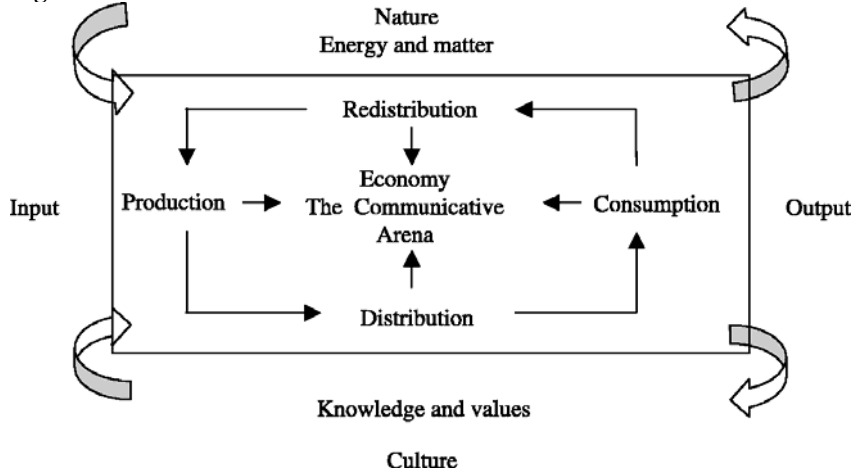 Nature
Energy and matter
Redistribution
Economy
Input
Production
The Communicative
Consumption
Output
Arena
Distribution
Knowledge and values
Culture